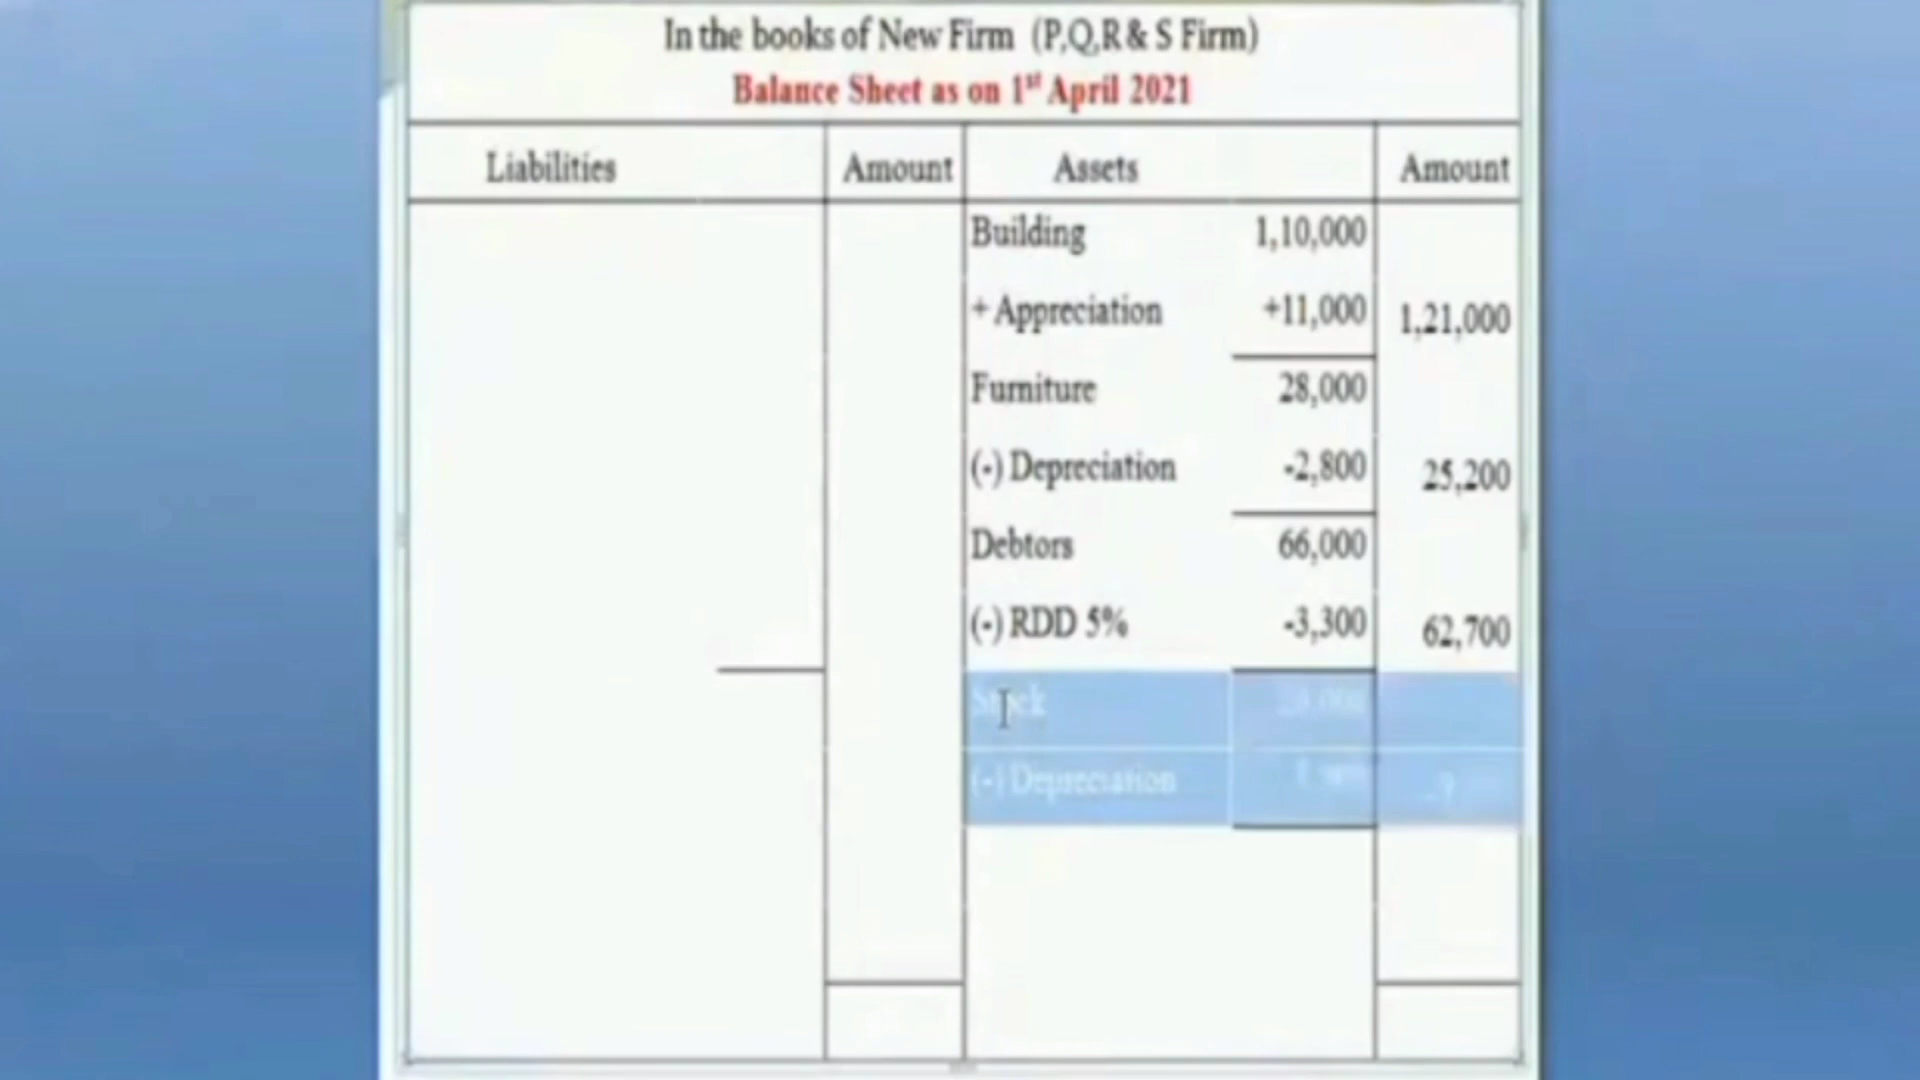 In the books of New Firm (P,Q,R & S Firm)
Balance Sheet as on 1st April 2021
Liabilities Amount Assets Amount
Building 1,10,000
+ Appreciation +11,000 1,21,000
Furniture 28,000
(-) Depreciation -2,800 25,200
Debtors 66,000
(-) RDD 5% -3,300 62,700
Stock
(-) Depreciation